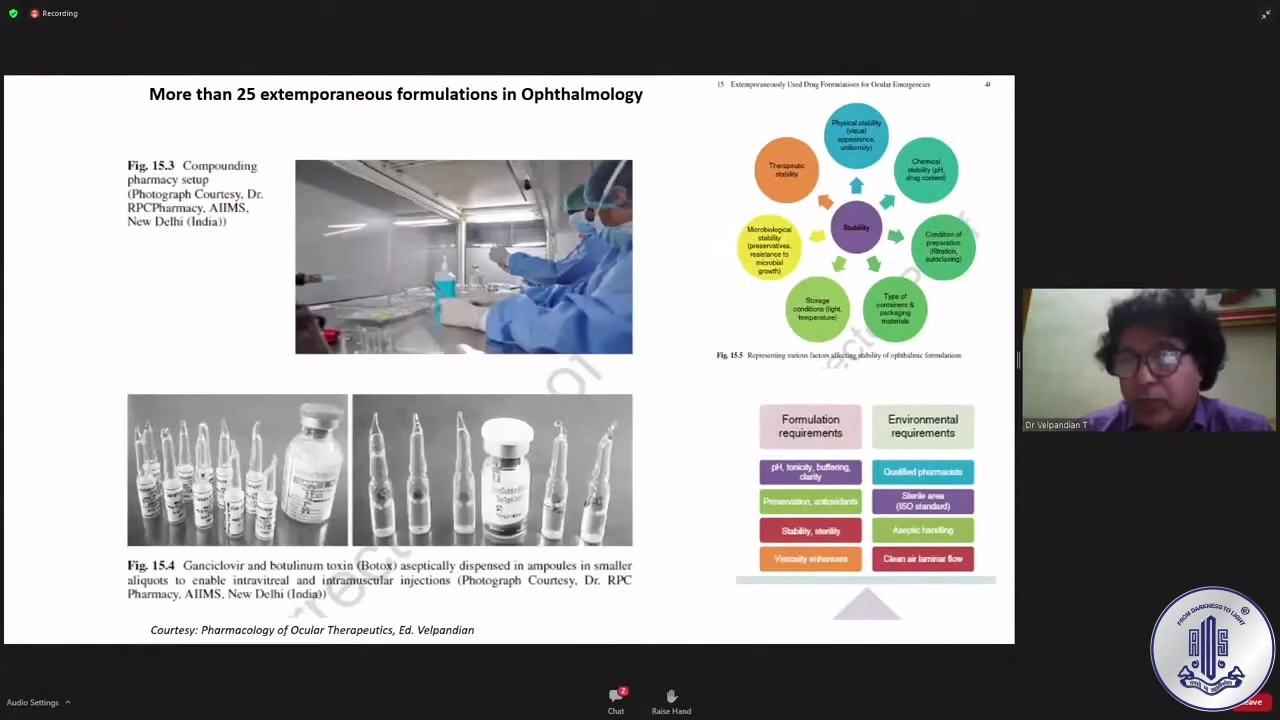 Recording
More than 25 extemporaneous formulations in Ophthalmology
Fig. 15.3 Compounding
pharmacy setup
(Photograph Courtesy, Dr.
RPCPharmacy, AIIMS,
New Delhi (India))
Fig. 15.4 Ganciclovir and botulinum toxin (Botox) aseptically dispensed in ampoules in smaller
aliquots to enable intravitreal and intramuscular injections (Photograph Courtesy, Dr. RPC
Pharmacy, AIIMS, New Delhi (India))
Courtesy: Pharmacology of Ocular Therapeutics, Ed. Velpandian
15 Extemporaneously Used Drug Formulations for Ocular Emergencies
Physical stability
(visual
appearance,
uniformity)
Chemical
stability (pH,
drug content)
Condition of
preparation
(filtration,
autoclaving)
Type of
containers &
packaging
materials
Storage
conditions (light,
temperature)
Microbiological
stability
(preservatives,
resistance to
microbial
growth)
Therapeutic
stability
Stability
Fig. 15.5 Representing various factors affecting stability of ophthalmic formulations
Formulation
requirements
pH, tonicity, buffering,
clarity
Preservation, antioxidants
Stability, sterility
Viscosity enhancers
Environmental
requirements
Qualified pharmacists
Sterile area
(ISO standard)
Aseptic handling
Clean air laminar flow
Dr Velpandian T
FROM DARKNESS TO LIGHT
Audio Settings
2
Chat
Raise Hand